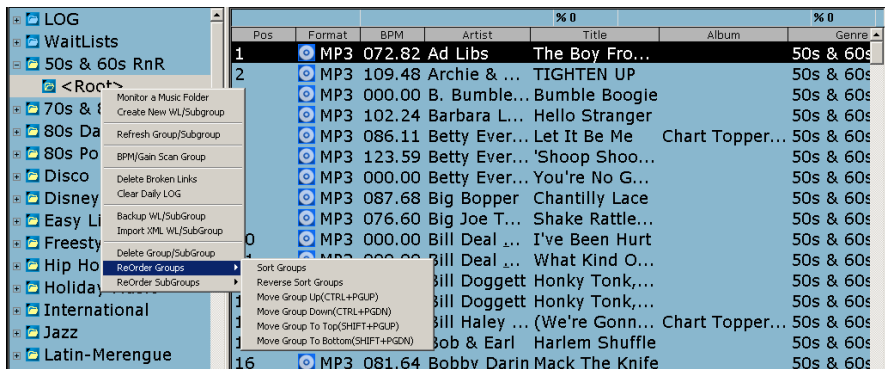 LOG
WaitLists
50s & 60s RnR
<Root>
70s & 8
80s Da
80s Po
Disco
Disney
Easy Li
Freesty
Hip Ho
Holiday Music
International
Jazz
Latin-Merengue
Monitor a Music Folder
Create New WL/Subgroup
Refresh Group/Subgroup
BPM/Gain Scan Group
Delete Broken Links
Clear Daily LOG
Backup WL/SubGroup
Import XML WL/SubGroup
Delete Group/SubGroup
ReOrder Groups
ReOrder SubGroups
Sort Groups
Reverse Sort Groups
Move Group Up(CTRL+PGUP)
Move Group Down(CTRL+PGDN)
Move Group To Top(SHIFT+PGUP)
Move Group To Bottom(SHIFT+PGDN)
% 0 % 0
Pos Format BPM Artist Title Album Genre
1 MP3 072.82 Ad Libs The Boy Fro... 50s & 60s
2 MP3 109.48 Archie & ... TIGHTEN UP 50s & 60s
MP3 000.00 B. Bumble... Bumble Boogie 50s & 60s
MP3 102.24 Barbara L... Hello Stranger 50s & 60s
MP3 086.11 Betty Ever... Let It Be Me Chart Topper... 50s & 60s
MP3 123.59 Betty Ever... 'Shoop Shoo... 50s & 60s
MP3 000.00 Betty Ever... You're No G... 50s & 60s
MP3 087.68 Big Bopper Chantilly Lace 50s & 60s
MP3 076.60 Big Joe T... Shake Rattle... 50s & 60s
0 MP3 000.00 Bill Deal ... I've Been Hurt 50s & 60s
Bill Deal ... What Kind O... 50s & 60s
Bill Doggett Honky Tonk,... 50s & 60s
Bill Doggett Honky Tonk,... 50s & 60s
Bill Haley ... (We're Gonn... Chart Topper... 50s & 60s
Bob & Earl Harlem Shuffle 50s & 60s
16 MP3 081.64 Bobby Darin Mack The Knife 50s & 60s